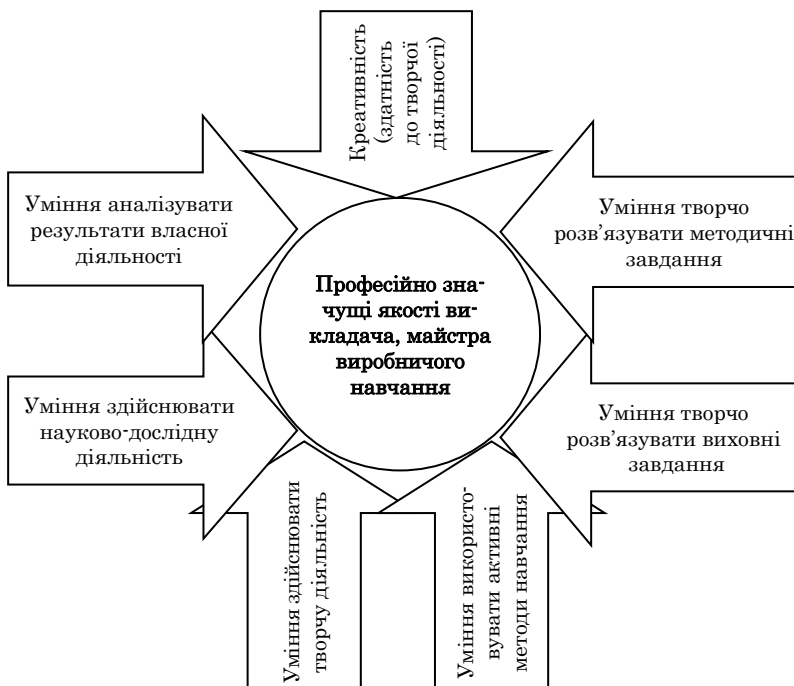 Креативність
(здатність
до творчої
діяльності)
Уміння аналізувати
результати власної
діяльності
Уміння творчо
розв’язувати методичні
завдання
Професійно зна-
чущі якості ви-
кладача, майстра
виробничого
навчання
Уміння здійснювати
науково-дослідну
діяльність
Уміння творчо
розв’язувати виховні
завдання
Уміння здійснювати
творчу діяльність
Уміння використо-
вувати активні
методи навчання